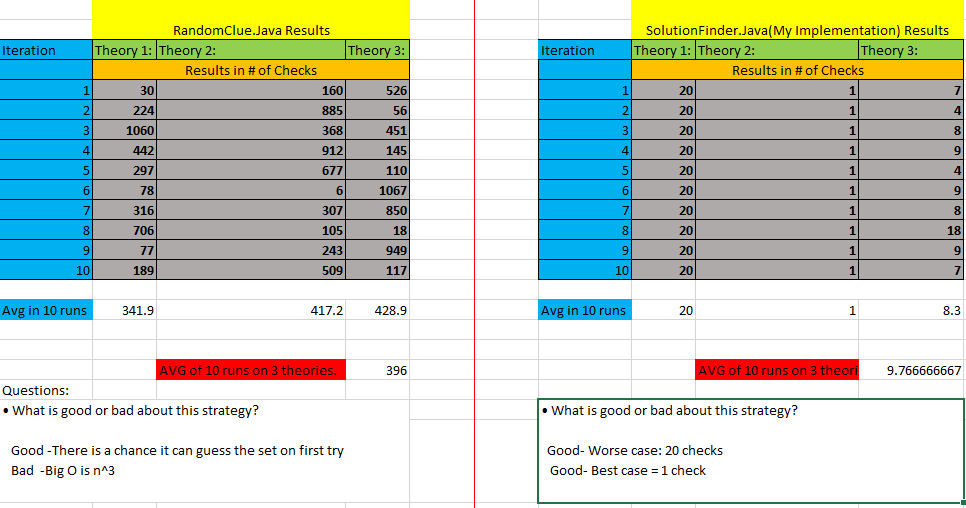 RandomClue.Java Results
Iteration Theory 1: Theory 2: Theory 3:
Results in # of Checks
1 30 160 526
2 224 885 56
3 1060 368 451
4 442 912 145
5 297 677 110
6 78 6 1067
7 316 307 850
8 706 105 18
9 77 243 949
10 189 509 117
Avg in 10 runs 341.9 417.2 428.9
AVG of 10 runs on 3 theories. 396
Questions:
• What is good or bad about this strategy?
Good -There is a chance it can guess the set on first try
Bad -Big O is n^3
SolutionFinder.Java(My Implementation) Results
Iteration Theory 1: Theory 2: Theory 3:
Results in # of Checks
1 20 1 7
2 20 1 4
3 20 1 8
4 20 1 9
5 20 1 4
6 20 1 9
7 20 1 8
8 20 1 18
9 20 1 9
10 20 1 7
Avg in 10 runs 20 1 8.3
AVG of 10 runs on 3 theori 9.766666667
• What is good or bad about this strategy?
Good- Worse case: 20 checks
Good- Best case = 1 check